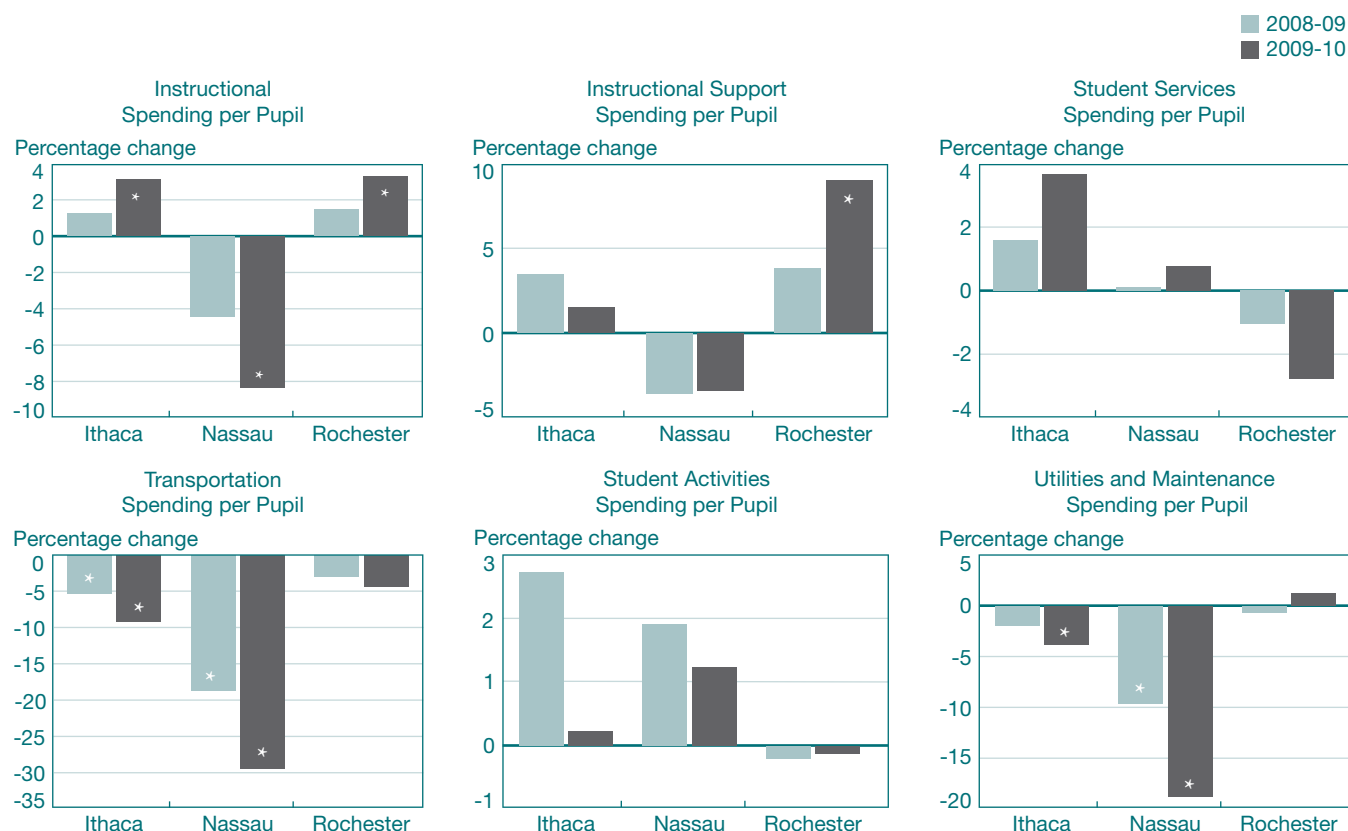 2008-09
2009-10
Instructional
Spending per Pupil
Percentage change
4
2
0
-2
-4
-6
-8
-10
*
*
*
Ithaca Nassau Rochester
Instructional Support
Spending per Pupil
Percentage change
10
5
0
-5
*
Ithaca Nassau Rochester
Student Services
Spending per Pupil
Percentage change
4
2
0
-2
-4
Ithaca Nassau Rochester
Transportation
Spending per Pupil
Percentage change
0
-5
-10
-15
-20
-25
-30
-35
*
*
*
*
Ithaca Nassau Rochester
Student Activities
Spending per Pupil
Percentage change
3
2
1
0
-1
Ithaca Nassau Rochester
Utilities and Maintenance
Spending per Pupil
Percentage change
5
0
-5
-10
-15
-20
*
*
*
Ithaca Nassau Rochester